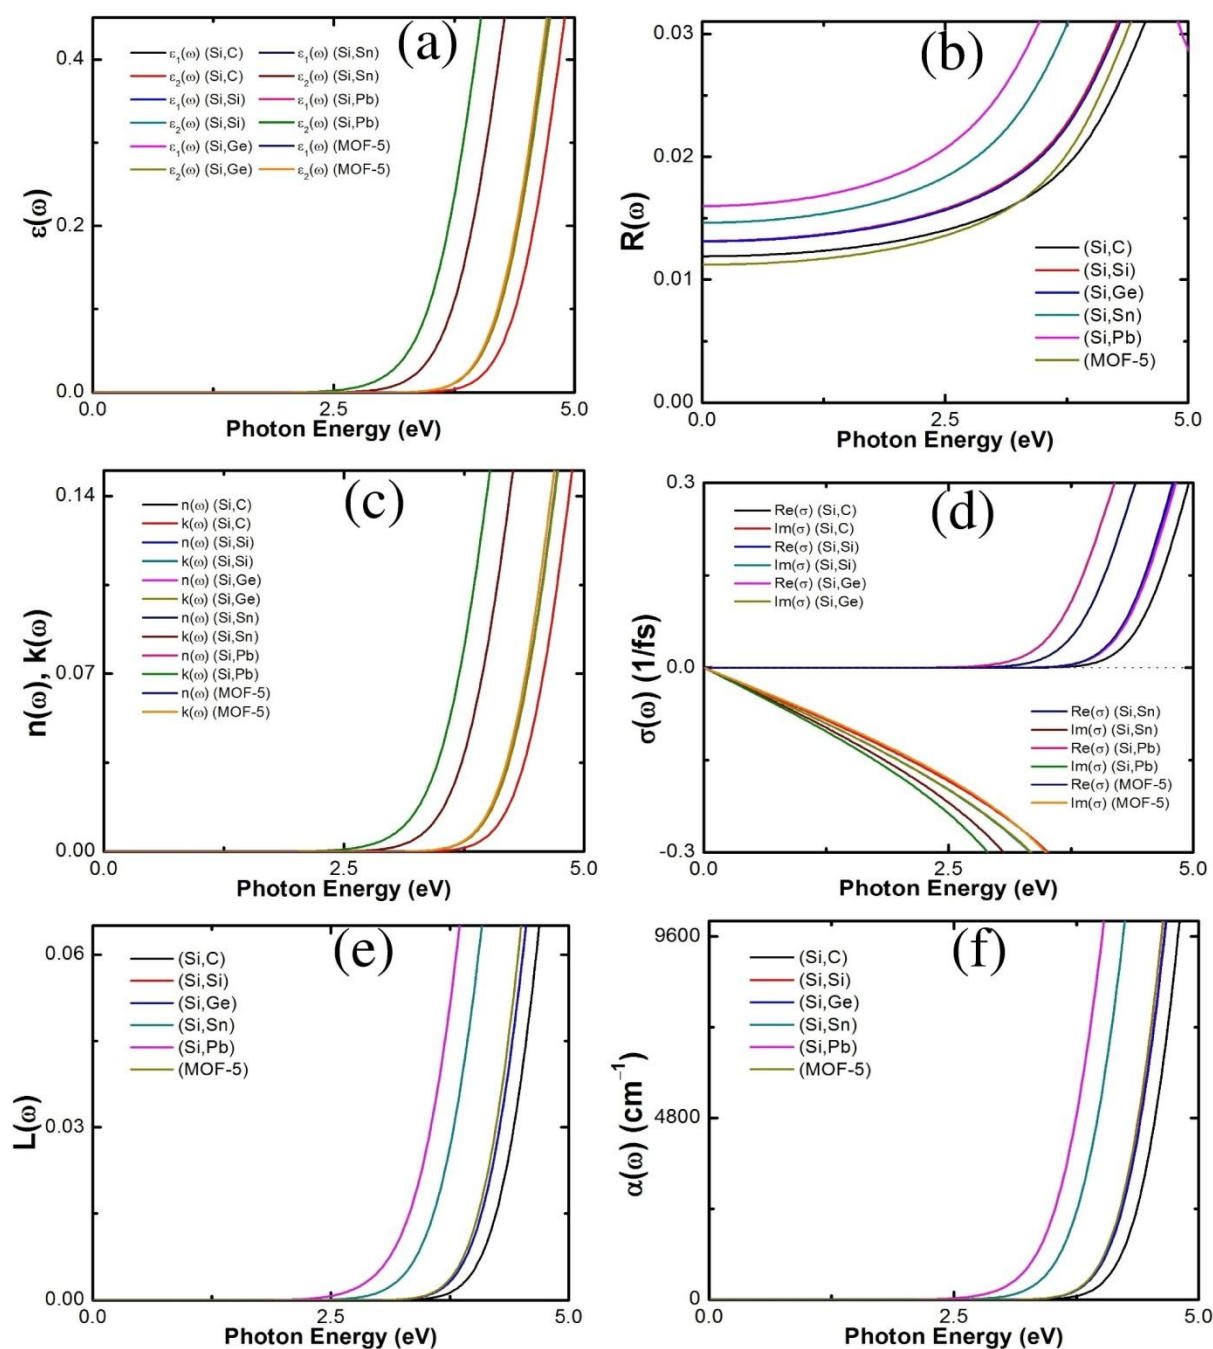 (a)
ε₁(ω) (Si,C)
ε₂(ω) (Si,C)
ε₁(ω) (Si,Si)
ε₂(ω) (Si,Si)
ε₁(ω) (Si,Ge)
ε₂(ω) (Si,Ge)
ε₁(ω) (Si,Sn)
ε₂(ω) (Si,Sn)
ε₁(ω) (Si,Pb)
ε₂(ω) (Si,Pb)
ε₁(ω) (MOF-5)
ε₂(ω) (MOF-5)
0.4
0.2
0.0
ε(ω)
0.0 2.5 5.0
Photon Energy (eV)
(b)
0.03
0.02
0.01
0.00
R(ω)
(Si,C)
(Si,Si)
(Si,Ge)
(Si,Sn)
(Si,Pb)
(MOF-5)
0.0 2.5 5.0
Photon Energy (eV)
(c)
0.14
0.07
0.00
n(ω), k(ω)
n(ω) (Si,C)
k(ω) (Si,C)
n(ω) (Si,Si)
k(ω) (Si,Si)
n(ω) (Si,Ge)
k(ω) (Si,Ge)
n(ω) (Si,Sn)
k(ω) (Si,Sn)
n(ω) (Si,Pb)
k(ω) (Si,Pb)
n(ω) (MOF-5)
k(ω) (MOF-5)
0.0 2.5 5.0
Photon Energy (eV)
(d)
0.3
0.0
-0.3
σ(ω) (1/fs)
Re(σ) (Si,C)
Im(σ) (Si,C)
Re(σ) (Si,Si)
Im(σ) (Si,Si)
Re(σ) (Si,Ge)
Im(σ) (Si,Ge)
Re(σ) (Si,Sn)
Im(σ) (Si,Sn)
Re(σ) (Si,Pb)
Im(σ) (Si,Pb)
Re(σ) (MOF-5)
Im(σ) (MOF-5)
0.0 2.5 5.0
Photon Energy (eV)
(e)
0.06
0.03
0.00
L(ω)
(Si,C)
(Si,Si)
(Si,Ge)
(Si,Sn)
(Si,Pb)
(MOF-5)
0.0 2.5 5.0
Photon Energy (eV)
(f)
9600
4800
0
α(ω) (cm⁻¹)
(Si,C)
(Si,Si)
(Si,Ge)
(Si,Sn)
(Si,Pb)
(MOF-5)
0.0 2.5 5.0
Photon Energy (eV)